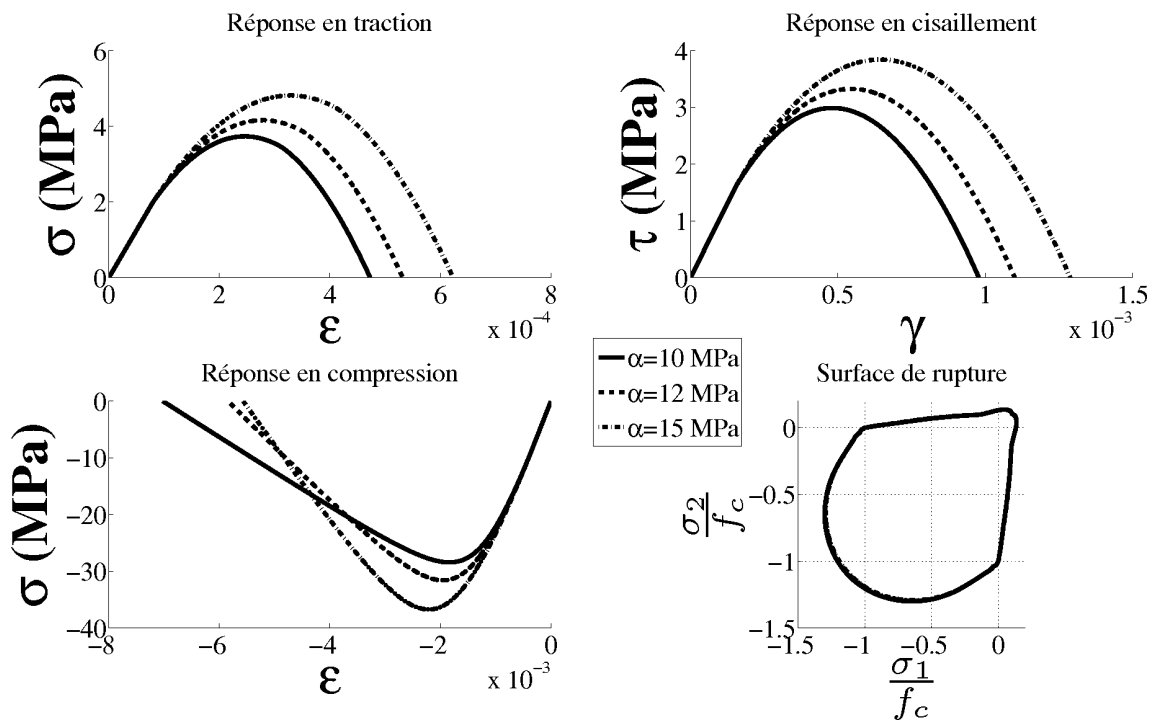 Réponse en traction
σ (MPa)
6
4
2
0
0 2 4 6 8
x 10⁻⁴
ε
Réponse en cisaillement
τ (MPa)
4
3
2
1
0
0 0.5 1 1.5
x 10⁻³
γ
α=10 MPa
α=12 MPa
α=15 MPa
Réponse en compression
σ (MPa)
0
−10
−20
−30
−40
−8 −6 −4 −2 0
x 10⁻³
ε
Surface de rupture
σ₂/f_c
0
−0.5
−1
−1.5
−1.5 −1 −0.5 0
σ₁/f_c